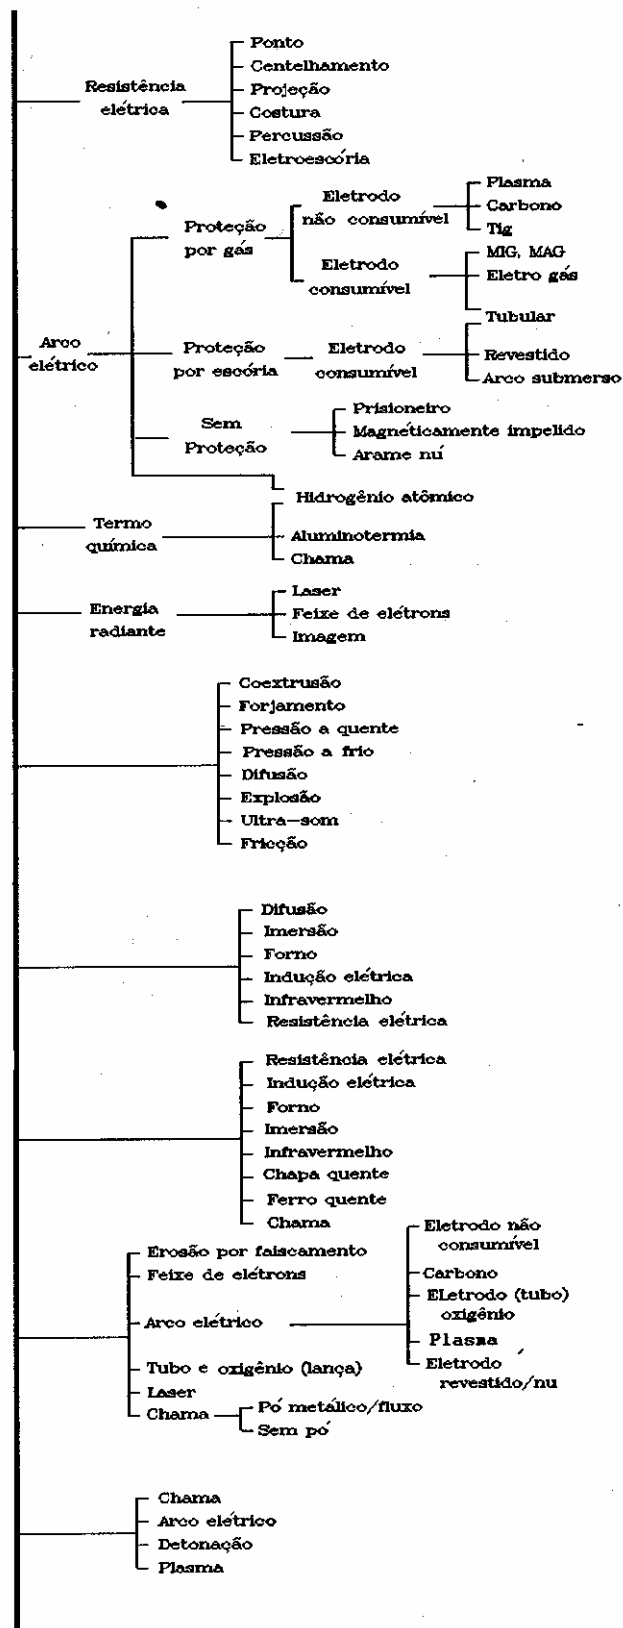 Ponto
Centelhamento
Resistência
elétrica
Projeção
Costura
Percussão
Eletroescória
Proteção
por gás
Eletrodo
não consumível
Plasma
Carbono
Tig
Eletrodo
consumível
MIG, MAG
Eletro gás
Arco
elétrico
Proteção
por escória
Eletrodo
consumível
Tubular
Revestido
Arco submerso
Sem
Proteção
Prisioneiro
Magnéticamente impelido
Arame nú
Hidrogênio atômico
Termo
química
Aluminotermia
Chama
Energia
radiante
Laser
Feixe de elétrons
Imagem
Coextrusão
Forjamento
Pressão a quente
Pressão a frio
Difusão
Explosão
Ultra-som
Fricção
Difusão
Imersão
Forno
Indução elétrica
Infravermelho
Resistência elétrica
Resistência elétrica
Indução elétrica
Forno
Imersão
Infravermelho
Chapa quente
Ferro quente
Chama
Erosão por faiscamento
Feixe de elétrons
Arco elétrico
Eletrodo não
consumível
Carbono
ELetrodo (tubo)
oxigênio
Plasma
Eletrodo
revestido/nu
Tubo e oxigênio (lança)
Laser
Chama
Pó metálico/fluxo
Sem pó
Chama
Arco elétrico
Detonação
Plasma